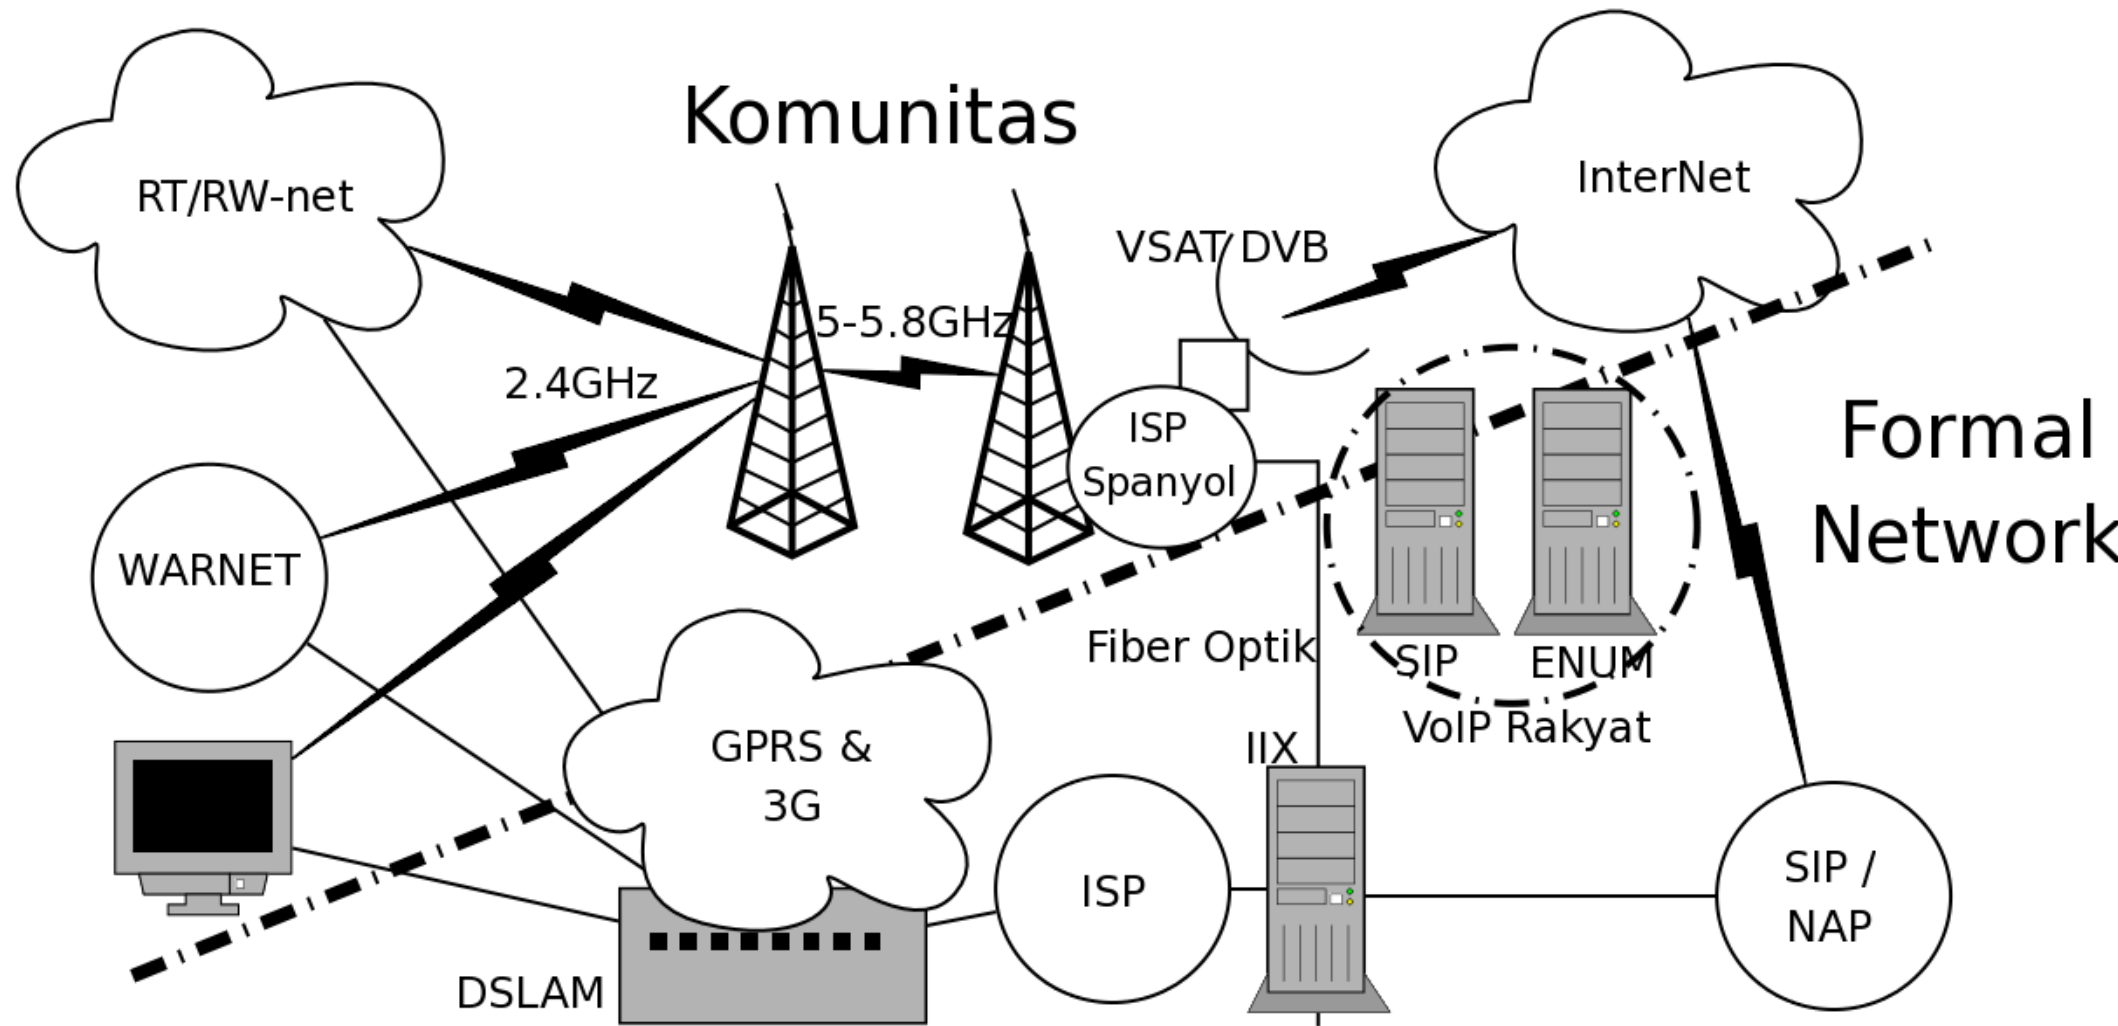 Komunitas
RT/RW-net
InterNet
VSAT DVB
5-5.8GHz
2.4GHz
ISP
Spanyol
Formal
Network
WARNET
Fiber Optik
SIP
ENUM
VoIP Rakyat
IIX
GPRS &
3G
ISP
SIP /
NAP
DSLAM